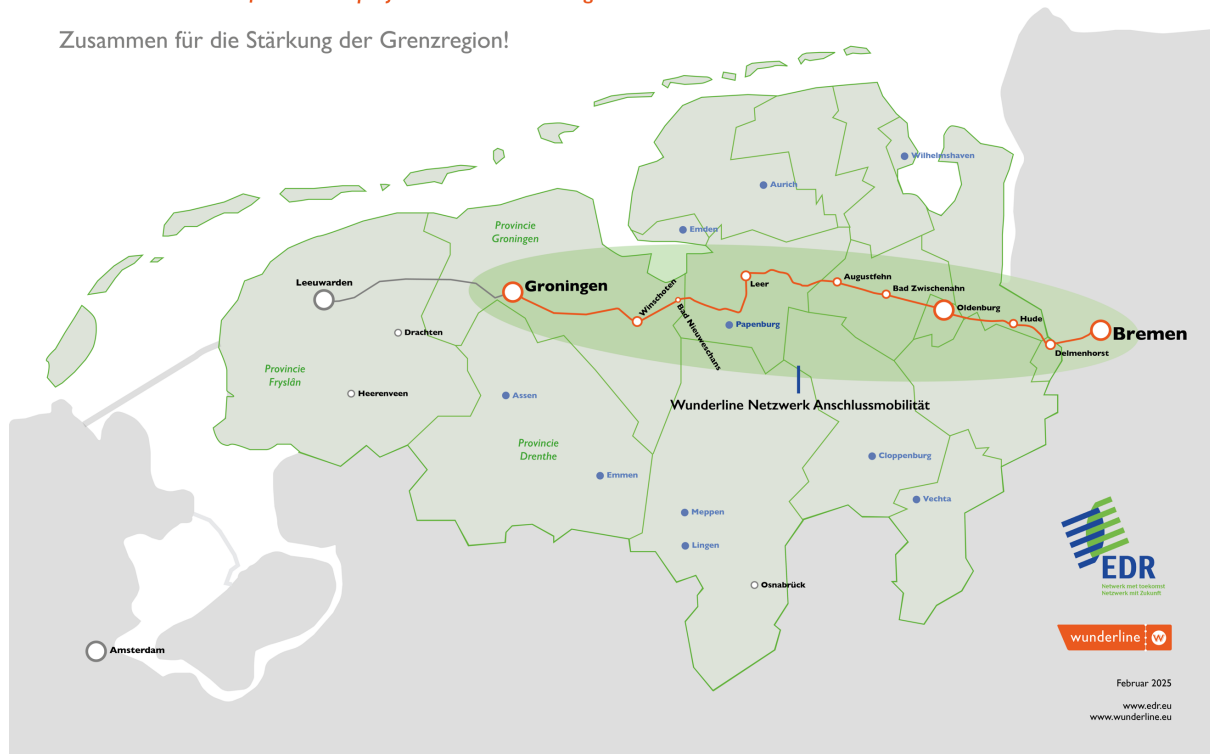 Zusammen für die Stärkung der Grenzregion!
Wilhelmshaven
Aurich
Emden
Provincie
Groningen
Leeuwarden
Groningen
Winschoten
Bad Nieuweschans
Leer
Augustfehn
Bad Zwischenahn
Oldenburg
Hude
Delmenhorst
Bremen
Papenburg
Drachten
Provincie
Fryslân
Heerenveen
Assen
Wunderline Netzwerk Anschlussmobilität
Provincie
Drenthe
Emmen
Cloppenburg
Vechta
Meppen
Lingen
Osnabrück
Amsterdam
EDR
Netwerk met toekomst
Netzwerk mit Zukunft
wunderline w
Februar 2025
www.edr.eu
www.wunderline.eu